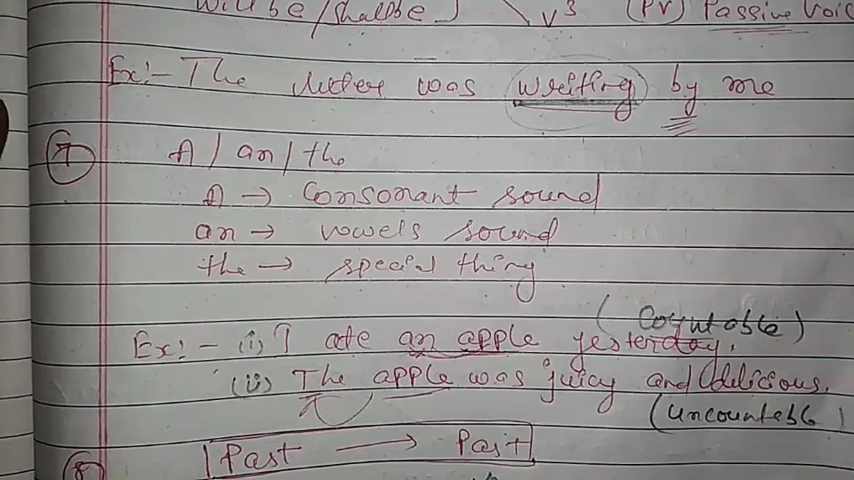 will be/shall be V³ (PV) Passive Voic
Ex:- The letter was writing by me
7 A/an/the
A → Consonant sound
an → vowels sound
the → special thing
(Countable)
Ex:- (i) I ate an apple yesterday.
(ii) The apple was juicy and delicious.
(Uncountable)
8 Past → Past